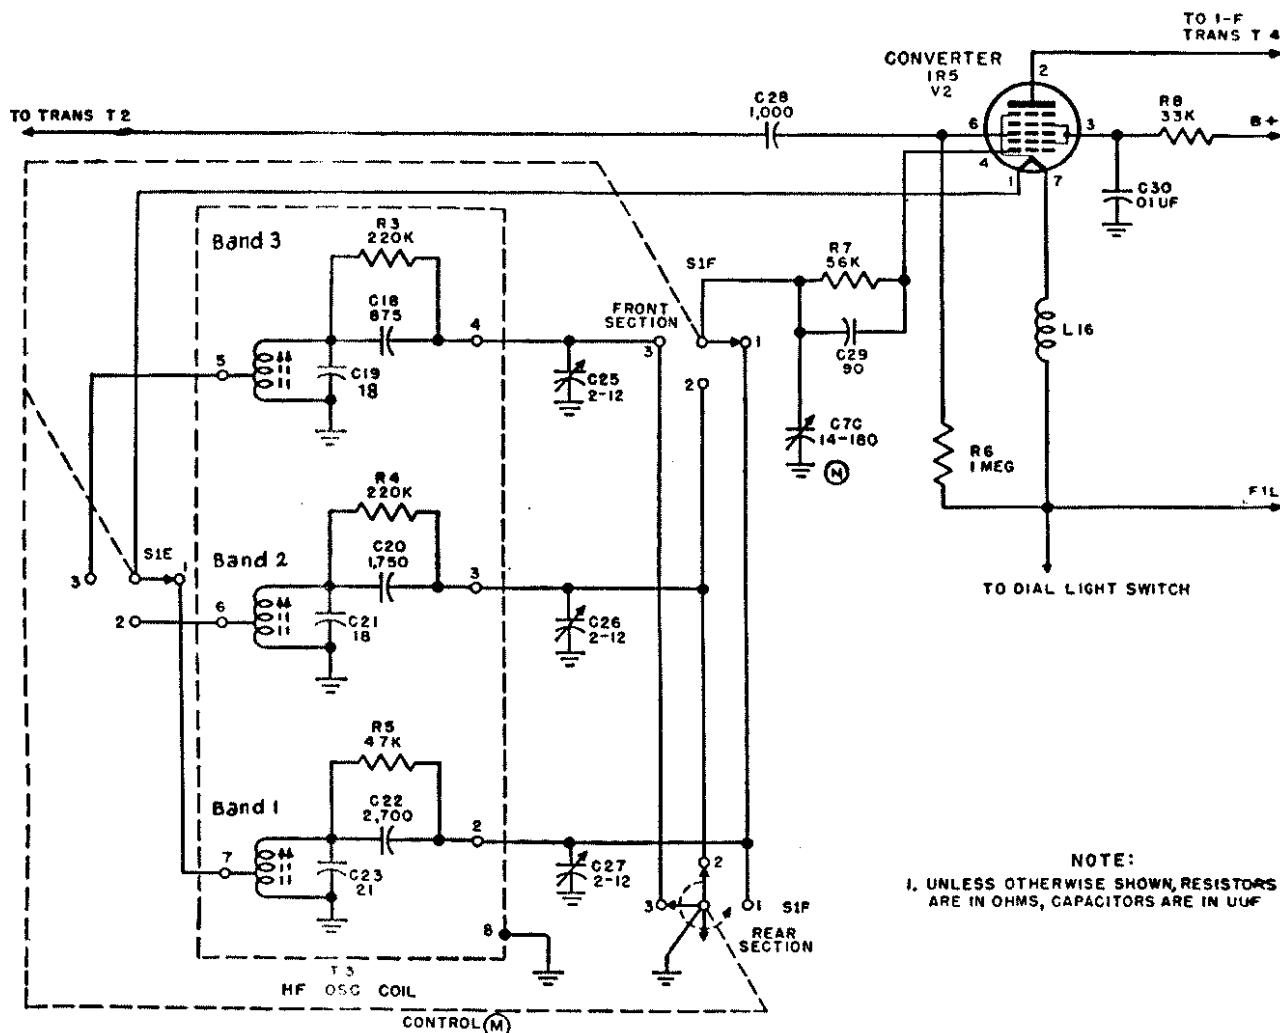 TO I-F
TRANS T 4
CONVERTER
1R5
V2
2
TO TRANS T2
C28
1,000
6
3
4
1
7
R8
33K
B+
C30
.01UF
Band 3
R3
220K
C18
875
4
5
C19
18
C25
2-12
FRONT
SECTION
3
S1F
1
2
R7
56K
C29
90
C7C
14-180
N
L16
R6
1 MEG
F1L
TO DIAL LIGHT SWITCH
Band 2
R4
220K
C20
1,750
3
6
C21
18
C26
2-12
S1E
3
1
2
Band 1
R5
47K
C22
2,700
2
7
C23
21
C27
2-12
2
3
1
S1F
REAR
SECTION
8
T3
HF OSC COIL
CONTROL M
NOTE:
1. UNLESS OTHERWISE SHOWN, RESISTORS
ARE IN OHMS, CAPACITORS ARE IN UUF